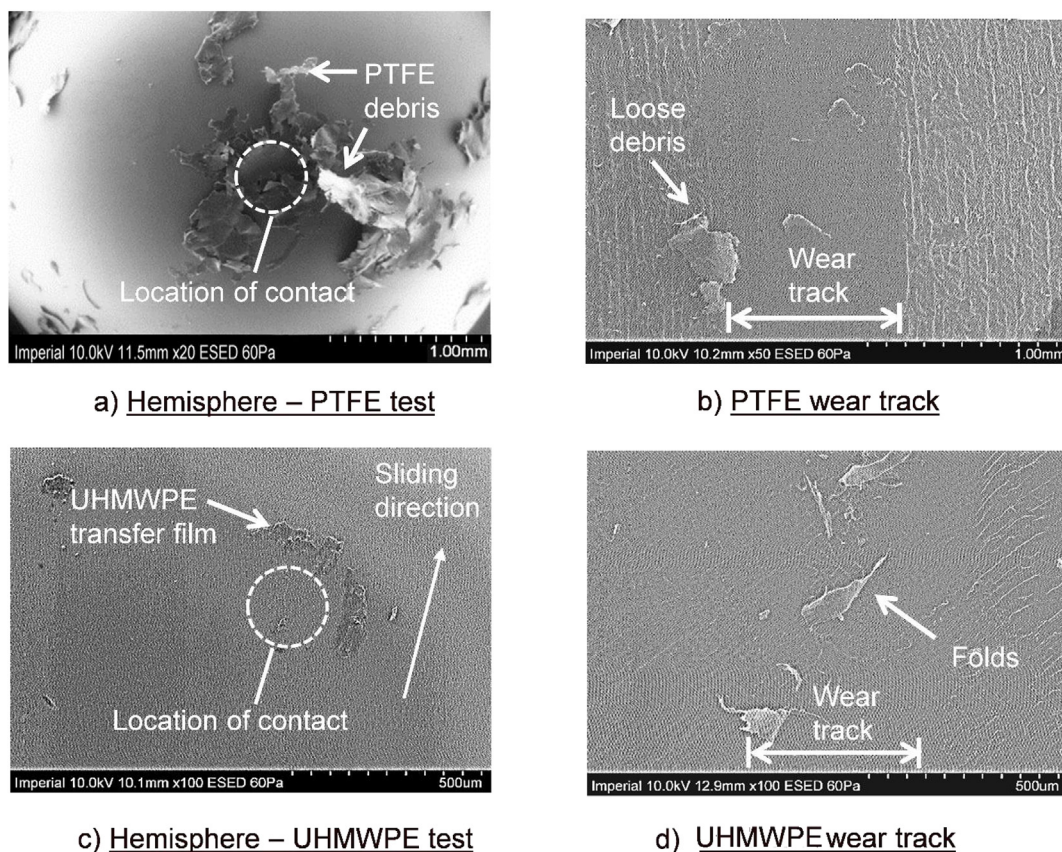 PTFE
debris
Location of contact
Imperial 10.0kV 11.5mm x20 ESED 60Pa
1.00mm
a) Hemisphere – PTFE test
Loose
debris
Wear
track
Imperial 10.0kV 10.2mm x50 ESED 60Pa
1.00mm
b) PTFE wear track
UHMWPE
transfer film
Sliding
direction
Location of contact
Imperial 10.0kV 10.1mm x100 ESED 60Pa
500um
c) Hemisphere – UHMWPE test
Folds
Wear
track
Imperial 10.0kV 12.9mm x100 ESED 60Pa
500um
d) UHMWPE wear track